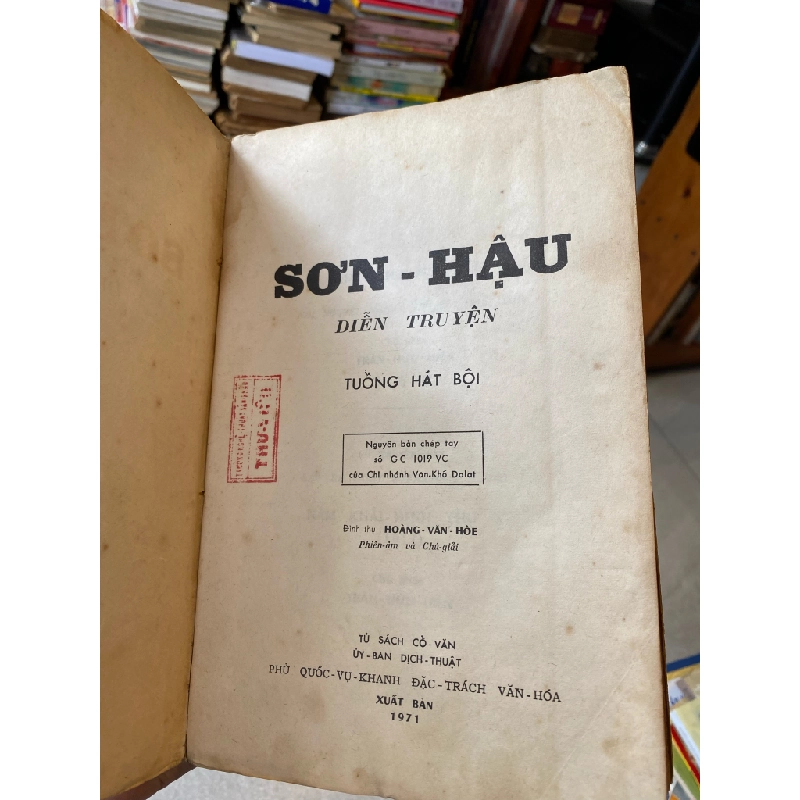 SƠN - HẬU
DIỄN TRUYỆN
TUỒNG HÁT BỘI
Nguyên bản chép tay
số GC 1019 VC
của Chi nhánh Văn-Khố Dalat
Đinh thu HOÀNG-VĂN-HÒE
Phiên-âm và Chú-giải
TỦ SÁCH CỔ VĂN
ỦY-BAN DỊCH-THUẬT
PHỦ QUỐC-VỤ-KHANH ĐẶC-TRÁCH VĂN-HÓA
XUẤT BẢN
1971
THƯ-VIỆN